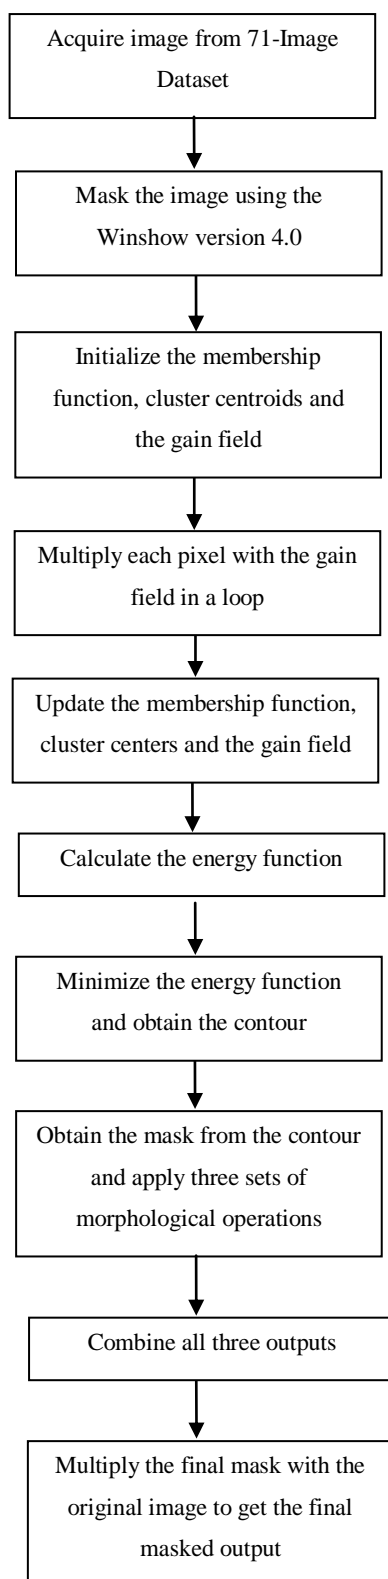 Acquire image from 71-Image
Dataset
Mask the image using the
Winshow version 4.0
Initialize the membership
function, cluster centroids and
the gain field
Multiply each pixel with the gain
field in a loop
Update the membership function,
cluster centers and the gain field
Calculate the energy function
Minimize the energy function
and obtain the contour
Obtain the mask from the contour
and apply three sets of
morphological operations
Combine all three outputs
Multiply the final mask with the
original image to get the final
masked output